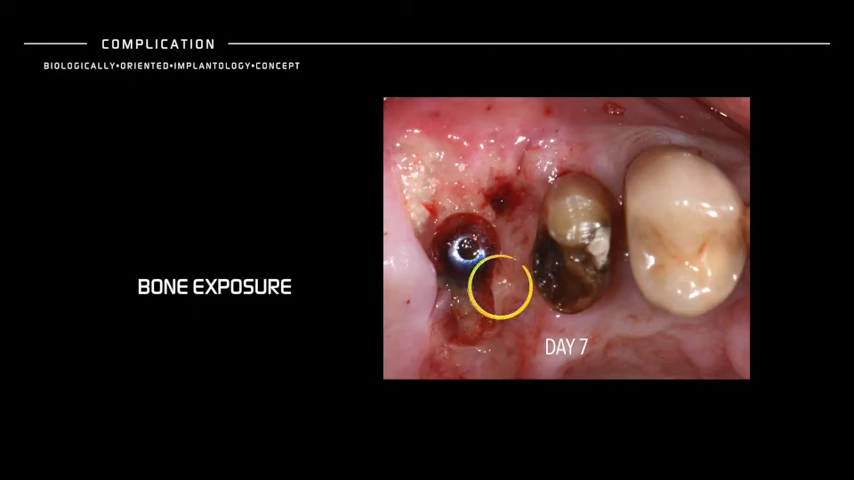 COMPLICATION
BIOLOGICALLY•ORIENTED•IMPLANTOLOGY•CONCEPT
BONE EXPOSURE
DAY 7